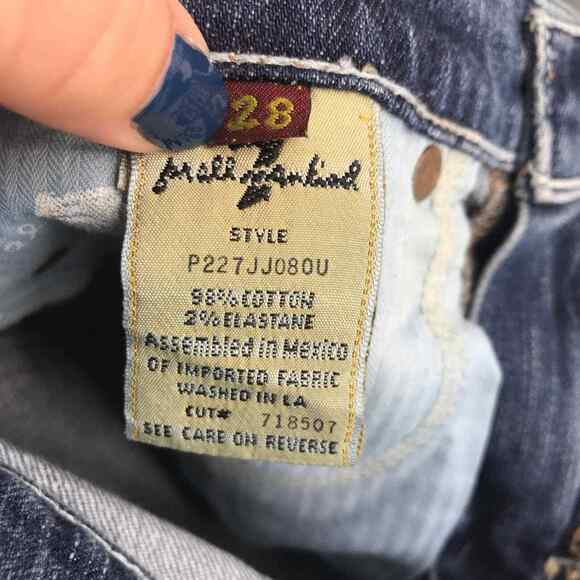 28
7
for all mankind
STYLE
P227JJ080U
98% COTTON
2% ELASTANE
Assembled in Mexico
OF IMPORTED FABRIC
WASHED IN LA
CUT# 718507
SEE CARE ON REVERSE